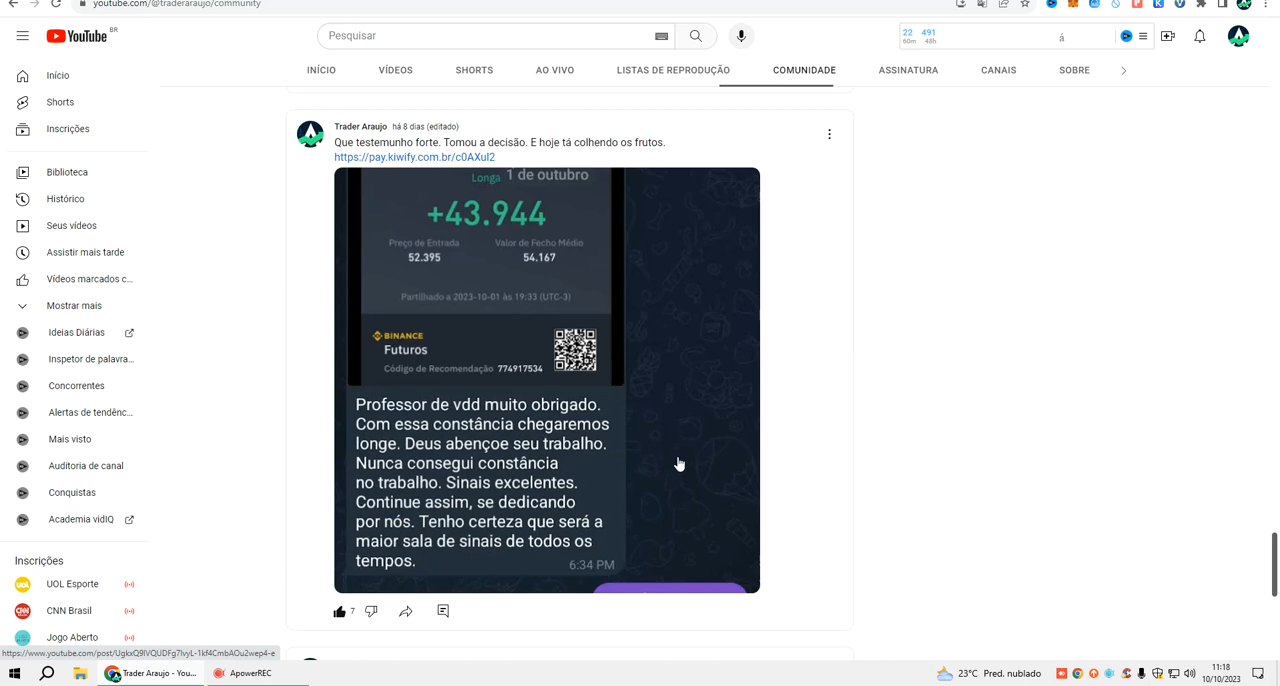 youtube.com/@traderaraujo/community
YouTube BR
Pesquisar
22 491
60m 48h
á
INÍCIO VÍDEOS SHORTS AO VIVO LISTAS DE REPRODUÇÃO COMUNIDADE ASSINATURA CANAIS SOBRE
Início
Shorts
Inscrições
Biblioteca
Histórico
Seus vídeos
Assistir mais tarde
Vídeos marcados c...
Mostrar mais
Ideias Diárias
Inspetor de palavra...
Concorrentes
Alertas de tendênc...
Mais visto
Auditoria de canal
Conquistas
Academia vidIQ
Inscrições
UOL Esporte
CNN Brasil
Jogo Aberto
Trader Araujo há 8 dias (editado)
Que testemunho forte. Tomou a decisão. E hoje tá colhendo os frutos.
https://pay.kiwify.com.br/c0AXuI2
Longa 1 de outubro
+43.944
Preço de Entrada Valor de Fecho Médio
52.395 54.167
Partilhado a 2023-10-01 às 19:33 (UTC-3)
BINANCE
Futuros
Código de Recomendação 774917534
Professor de vdd muito obrigado.
Com essa constância chegaremos
longe. Deus abençoe seu trabalho.
Nunca consegui constância
no trabalho. Sinais excelentes.
Continue assim, se dedicando
por nós. Tenho certeza que será a
maior sala de sinais de todos os
tempos.
6:34 PM
7
https://www.youtube.com/post/UgkxQ9lVQUDFg7IvyL-1kf4CmbAOu2wep4-e
Trader Araujo - You...
ApowerREC
23°C Pred. nublado
11:18
10/10/2023